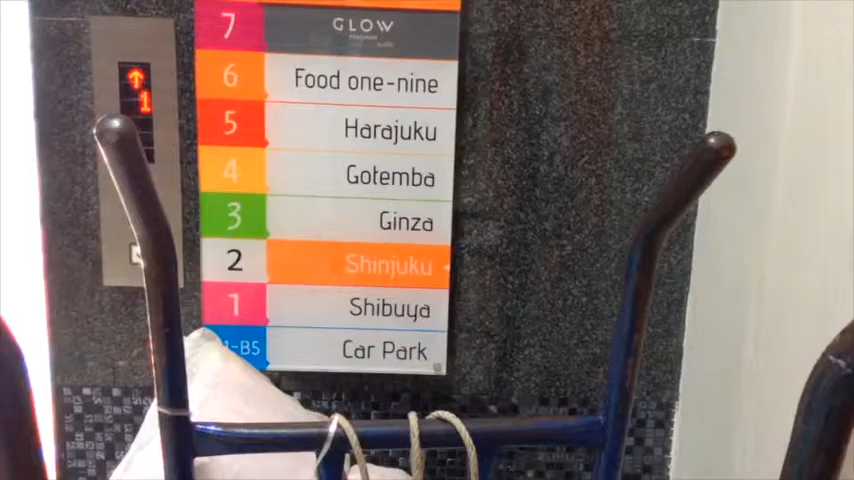 7 GLOW
6 Food one-nine
1
5 Harajuku
4 Gotemba
3 Ginza
2 Shinjuku
1 Shibuya
-B5 Car Park